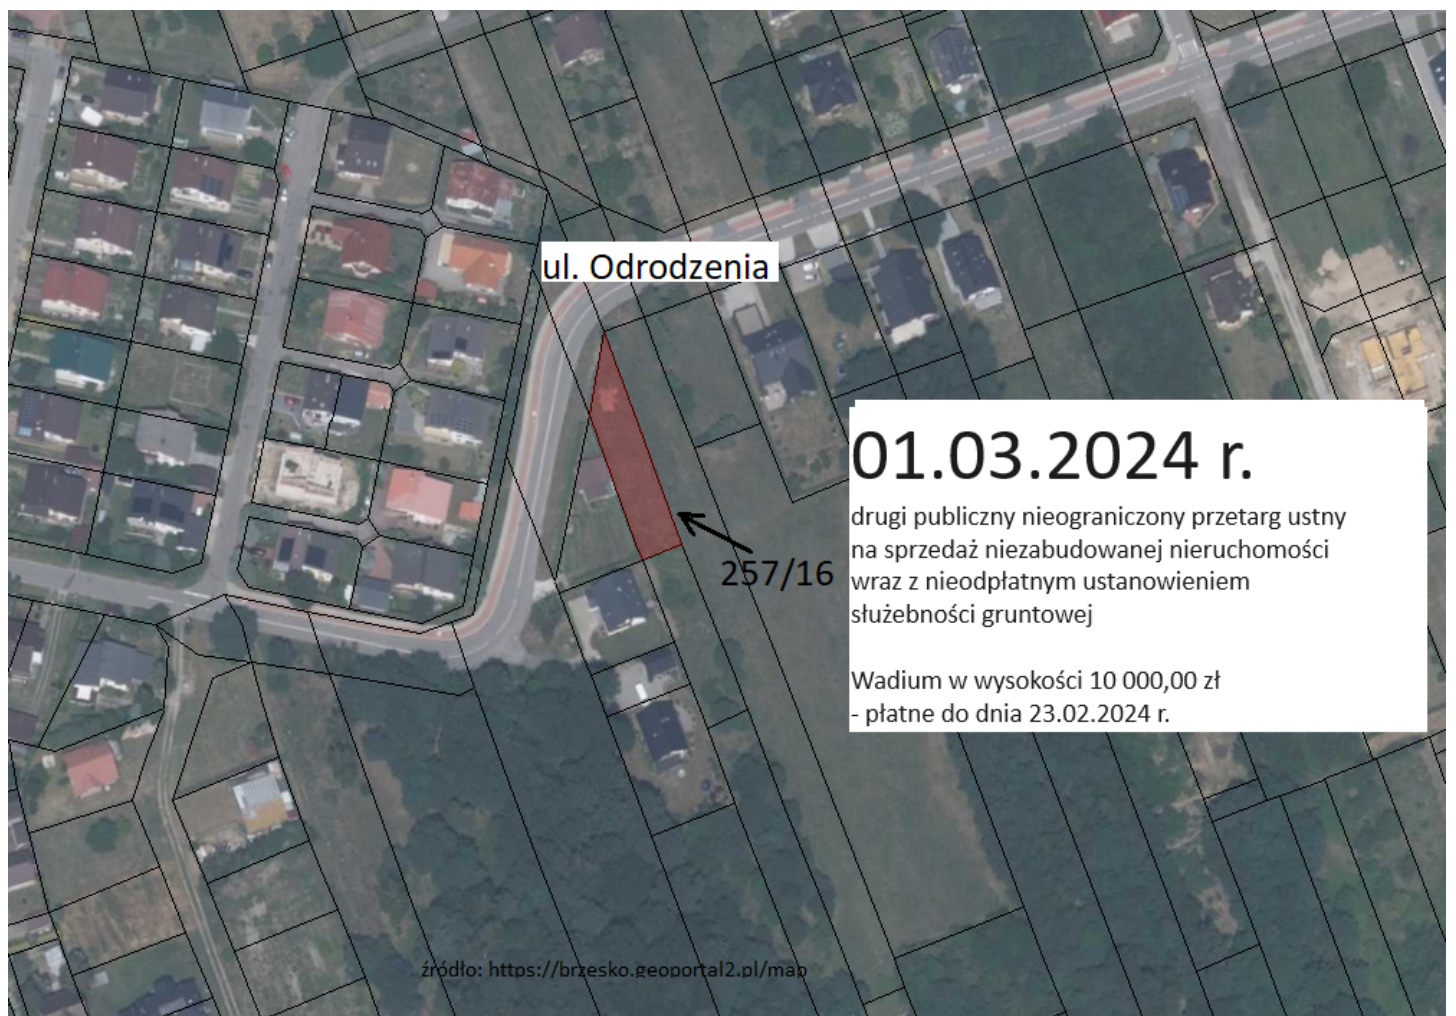 ul. Odrodzenia
01.03.2024 r.
drugi publiczny nieograniczony przetarg ustny
na sprzedaż niezabudowanej nieruchomości
wraz z nieodpłatnym ustanowieniem
służebności gruntowej
257/16
Wadium w wysokości 10 000,00 zł
- płatne do dnia 23.02.2024 r.
źródło: https://brzesko.geoportal2.pl/map